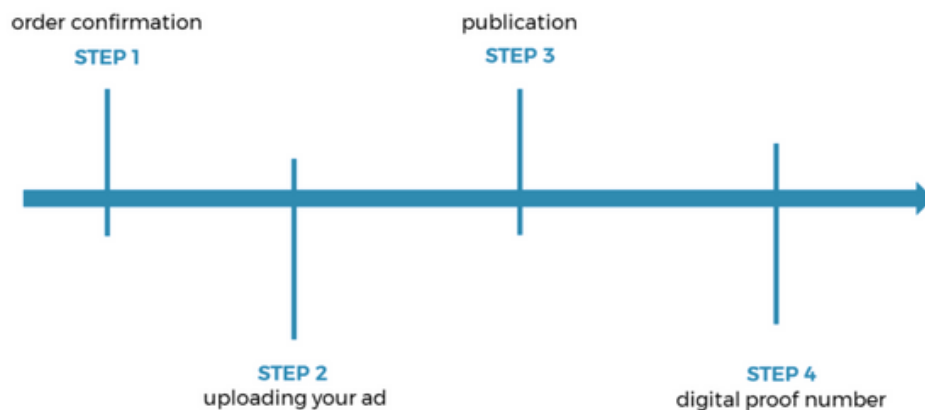 order confirmation
STEP 1
publication
STEP 3
STEP 2
uploading your ad
STEP 4
digital proof number